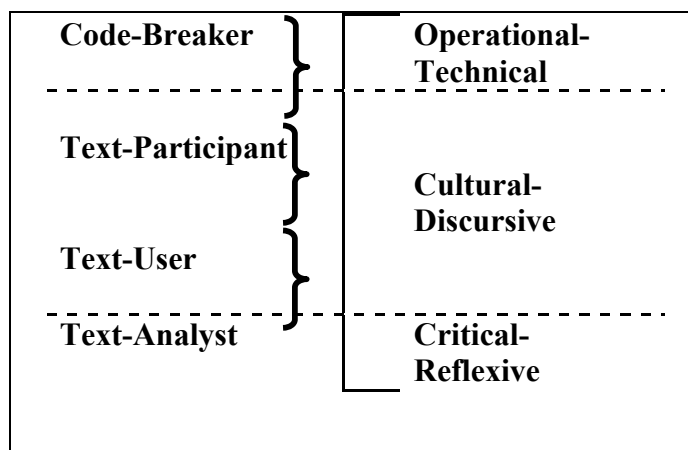 Code-Breaker
Operational-
Technical
Text-Participant
Cultural-
Discursive
Text-User
Text-Analyst
Critical-
Reflexive